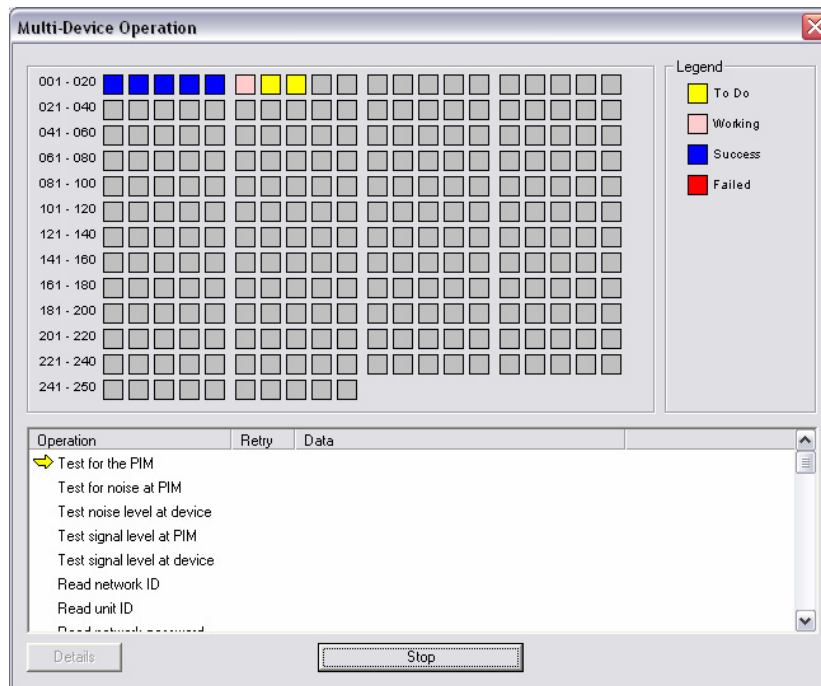 Multi-Device Operation
001 - 020
021 - 040
041 - 060
061 - 080
081 - 100
101 - 120
121 - 140
141 - 160
161 - 180
181 - 200
201 - 220
221 - 240
241 - 250
Legend
To Do
Working
Success
Failed
Operation Retry Data
Test for the PIM
Test for noise at PIM
Test noise level at device
Test signal level at PIM
Test signal level at device
Read network ID
Read unit ID
Read network password
Details
Stop